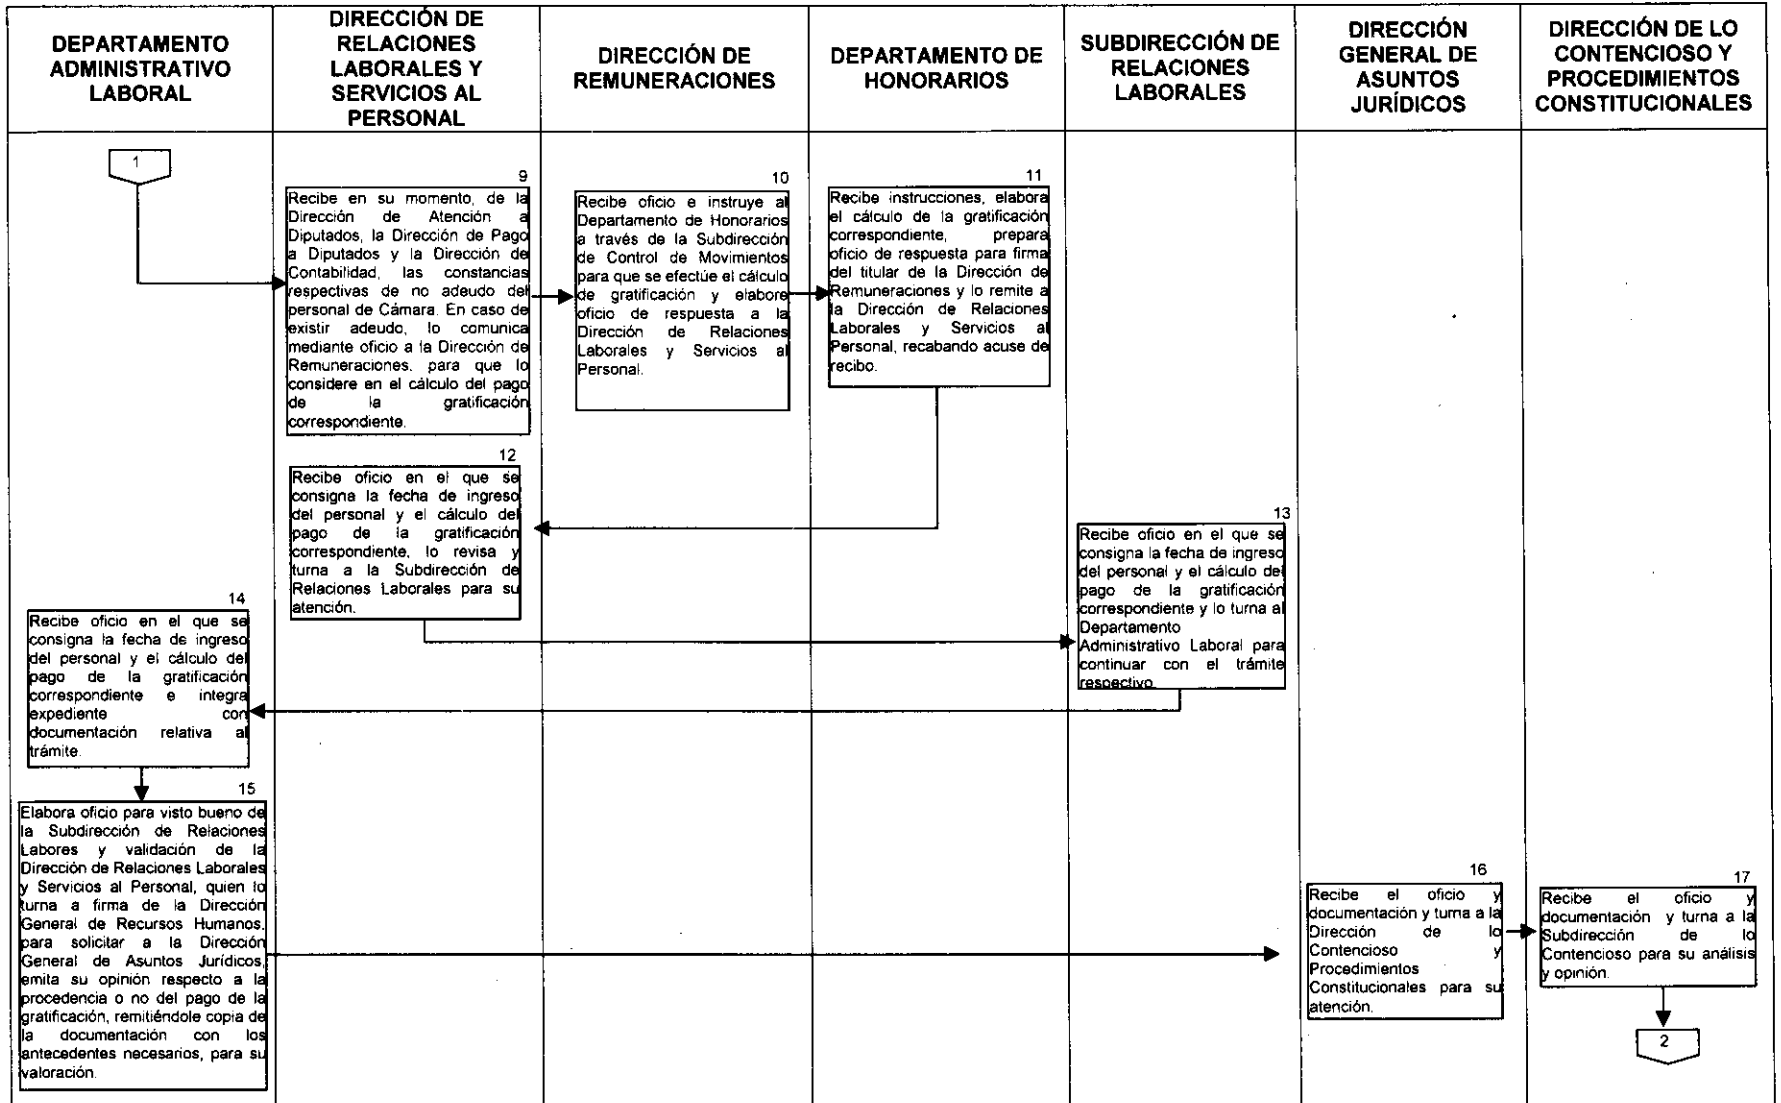 DEPARTAMENTO
ADMINISTRATIVO
LABORAL
DIRECCIÓN DE
RELACIONES
LABORALES Y
SERVICIOS AL
PERSONAL
DIRECCIÓN DE
REMUNERACIONES
DEPARTAMENTO DE
HONORARIOS
SUBDIRECCIÓN DE
RELACIONES
LABORALES
DIRECCIÓN
GENERAL DE
ASUNTOS
JURÍDICOS
DIRECCIÓN DE LO
CONTENCIOSO Y
PROCEDIMIENTOS
CONSTITUCIONALES
1
9
Recibe en su momento, de la
Dirección de Atención a
Diputados, la Dirección de Pago
a Diputados y la Dirección de
Contabilidad, las constancias
respectivas de no adeudo del
personal de Cámara. En caso de
existir adeudo, lo comunica
mediante oficio a la Dirección de
Remuneraciones. para que lo
considere en el cálculo del pago
de la gratificación
correspondiente.
10
Recibe oficio e instruye al
Departamento de Honorarios
a través de la Subdirección
de Control de Movimientos
para que se efectúe el cálculo
de gratificación y elabore
oficio de respuesta a la
Dirección de Relaciones
Laborales y Servicios al
Personal.
11
Recibe instrucciones, elabora
el cálculo de la gratificación
correspondiente, prepara
oficio de respuesta para firma
del titular de la Dirección de
Remuneraciones y lo remite a
la Dirección de Relaciones
Laborales y Servicios al
Personal, recabando acuse de
recibo.
12
Recibe oficio en el que se
consigna la fecha de ingreso
del personal y el cálculo del
pago de la gratificación
correspondiente, lo revisa y
turna a la Subdirección de
Relaciones Laborales para su
atención.
13
Recibe oficio en el que se
consigna la fecha de ingreso
del personal y el cálculo del
pago de la gratificación
correspondiente y lo turna al
Departamento
Administrativo Laboral para
continuar con el trámite
respectivo.
14
Recibe oficio en el que se
consigna la fecha de ingreso
del personal y el cálculo del
pago de la gratificación
correspondiente e integra
expediente con
documentación relativa al
trámite.
15
Elabora oficio para visto bueno de
la Subdirección de Relaciones
Labores y validación de la
Dirección de Relaciones Laborales
y Servicios al Personal, quien lo
turna a firma de la Dirección
General de Recursos Humanos.
para solicitar a la Dirección
General de Asuntos Jurídicos,
emita su opinión respecto a la
procedencia o no del pago de la
gratificación, remitiéndole copia de
la documentación con los
antecedentes necesarios, para su
valoración.
16
Recibe el oficio y
documentación y turna a la
Dirección de lo
Contencioso y
Procedimientos
Constitucionales para su
atención.
17
Recibe el oficio y
documentación y turna a la
Subdirección de lo
Contencioso para su análisis
y opinión.
2